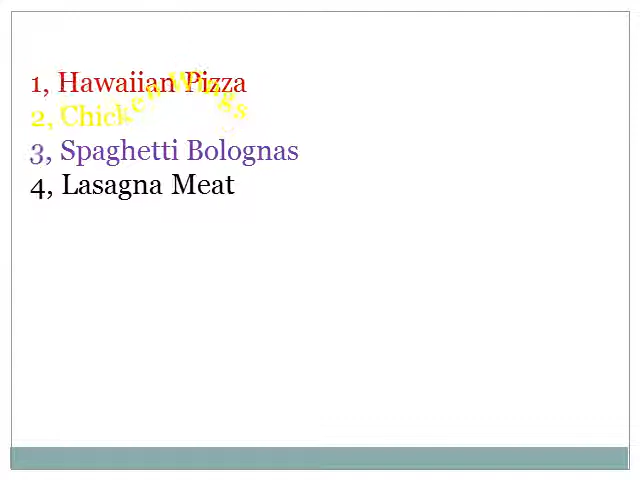 1, Hawaiian Pizza
2, Chicken Wings
3, Spaghetti Bolognas
4, Lasagna Meat